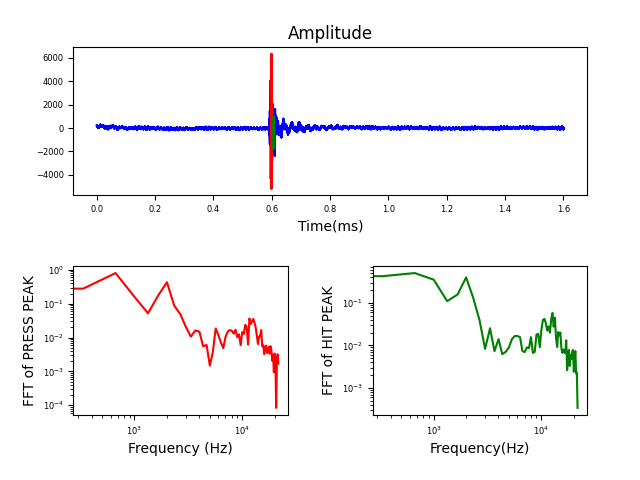 Amplitude
6000
4000
2000
0
−2000
−4000
0.0 0.2 0.4 0.6 0.8 1.0 1.2 1.4 1.6
Time(ms)
FFT of PRESS PEAK
10⁰
10⁻¹
10⁻²
10⁻³
10⁻⁴
10³ 10⁴
Frequency (Hz)
FFT of HIT PEAK
10⁻¹
10⁻²
10⁻³
10³ 10⁴
Frequency(Hz)